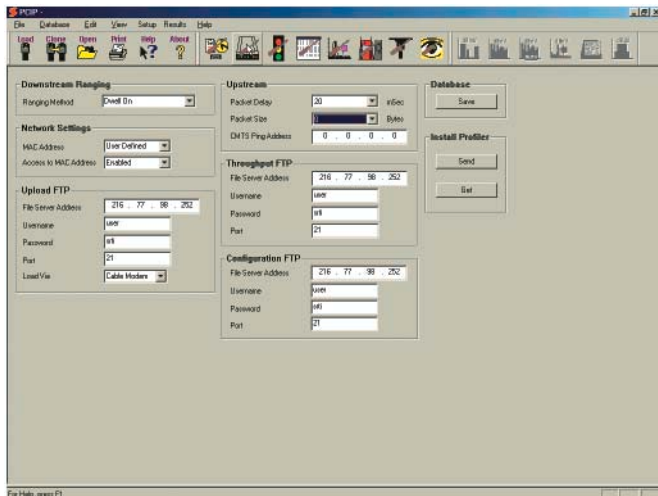 PCIP -
File Database Edit View Setup Results Help
Load Clone Open Print Help About
Downstream Ranging
Ranging Method Dwell On
Network Settings
MAC Address User Defined
Access to MAC Address Enabled
Upload FTP
File Server Address 216 . 77 . 98 . 252
Username user
Password
Port 21
Load Via Cable Modem
Upstream
Packet Delay 20 mSec
Packet Size Bytes
CMTS Ping Address 0 . 0 . 0 . 0
Throughput FTP
File Server Address 216 . 77 . 98 . 252
Username user
Password
Port 21
Configuration FTP
File Server Address 216 . 77 . 98 . 252
Username user
Password
Port 21
Database
Save
Install Profiler
Send
Get
For Help, press F1